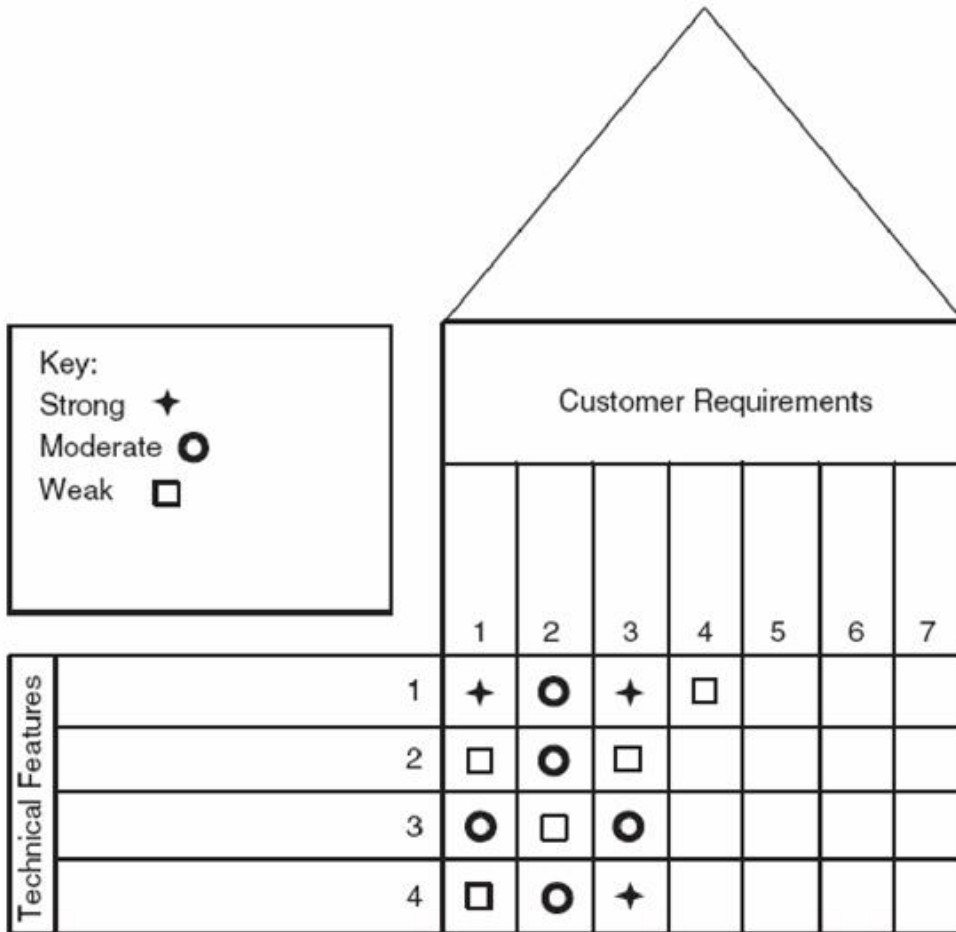 Key:
Strong
Moderate
Weak
Customer Requirements
1 2 3 4 5 6 7
Technical Features
1
2
3
4